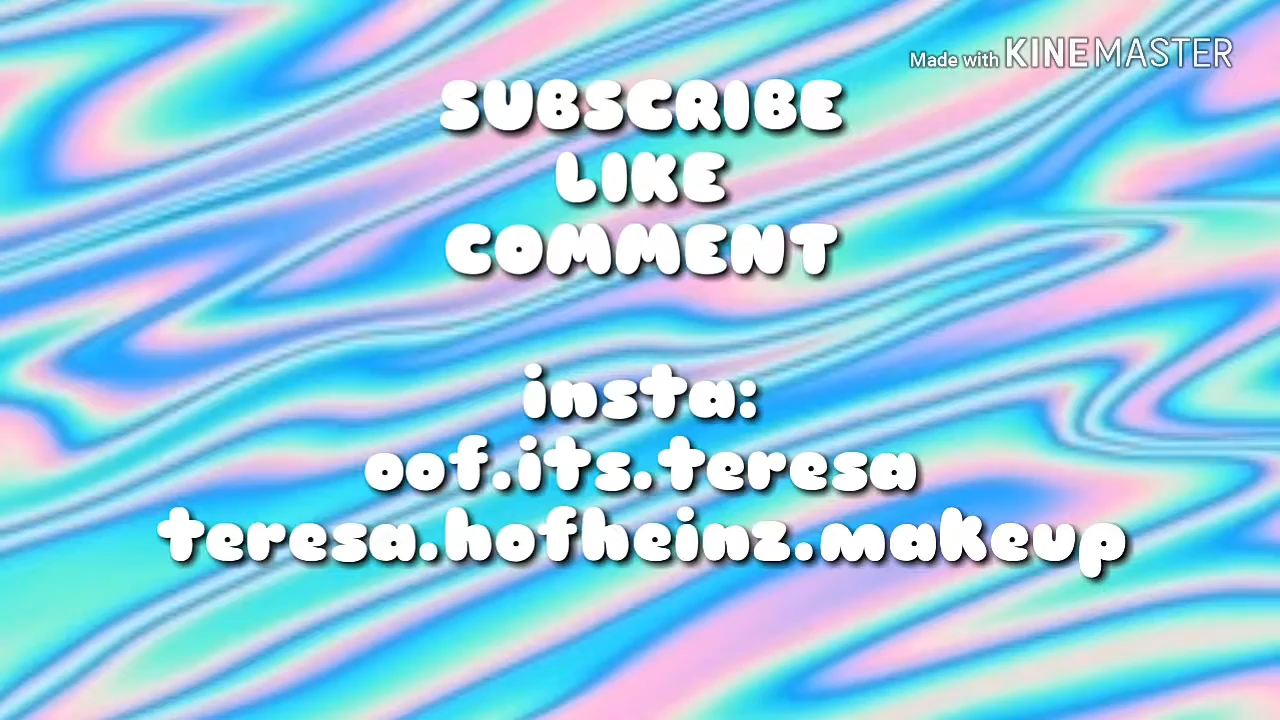 Made with KINEMASTER
SUBSCRIBE
LIKE
COMMENT
insta:
oof.its.teresa
teresa.hofheinz.makeup